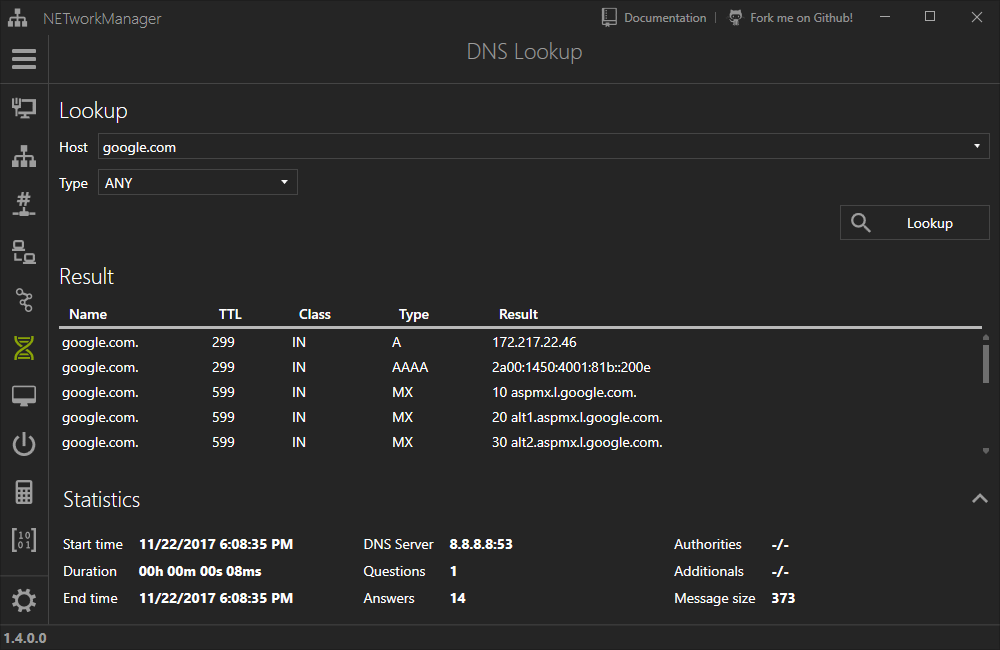 NETworkManager Documentation | Fork me on Github!
DNS Lookup
Lookup
Host google.com
Type ANY
Lookup
Result
Name TTL Class Type Result
google.com. 299 IN A 172.217.22.46
google.com. 299 IN AAAA 2a00:1450:4001:81b::200e
google.com. 599 IN MX 10 aspmx.l.google.com.
google.com. 599 IN MX 20 alt1.aspmx.l.google.com.
google.com. 599 IN MX 30 alt2.aspmx.l.google.com.
Statistics
Start time 11/22/2017 6:08:35 PM DNS Server 8.8.8.8:53 Authorities -/-
Duration 00h 00m 00s 08ms Questions 1 Additionals -/-
End time 11/22/2017 6:08:35 PM Answers 14 Message size 373
1.4.0.0